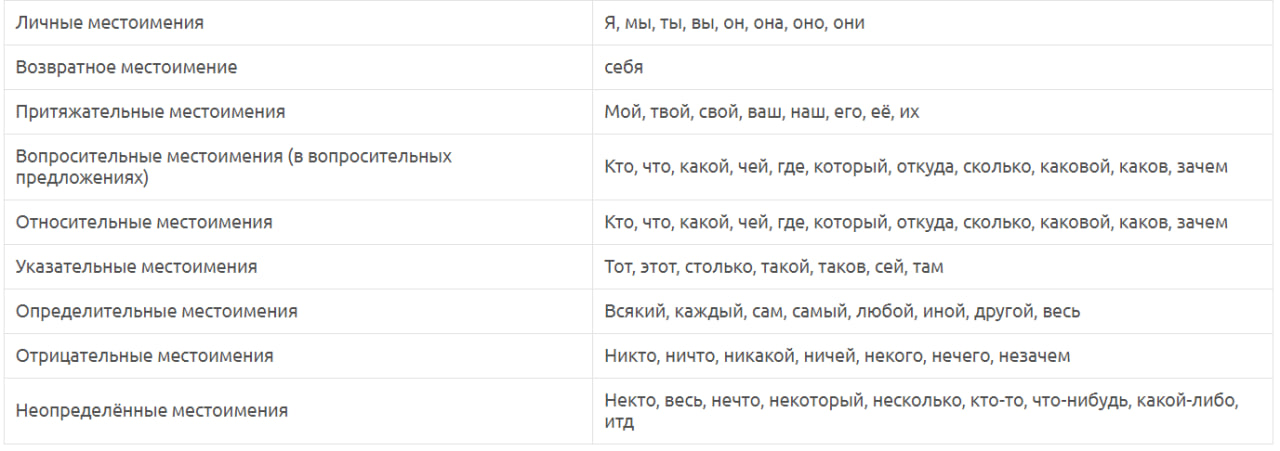 Личные местоимения
Я, мы, ты, вы, он, она, оно, они
Возвратное местоимение
себя
Притяжательные местоимения
Мой, твой, свой, ваш, наш, его, её, их
Вопросительные местоимения (в вопросительных
предложениях)
Кто, что, какой, чей, где, который, откуда, сколько, каковой, каков, зачем
Относительные местоимения
Кто, что, какой, чей, где, который, откуда, сколько, каковой, каков, зачем
Указательные местоимения
Тот, этот, столько, такой, таков, сей, там
Определительные местоимения
Всякий, каждый, сам, самый, любой, иной, другой, весь
Отрицательные местоимения
Никто, ничто, никакой, ничей, некого, нечего, незачем
Неопределённые местоимения
Некто, весь, нечто, некоторый, несколько, кто-то, что-нибудь, какой-либо,
итд